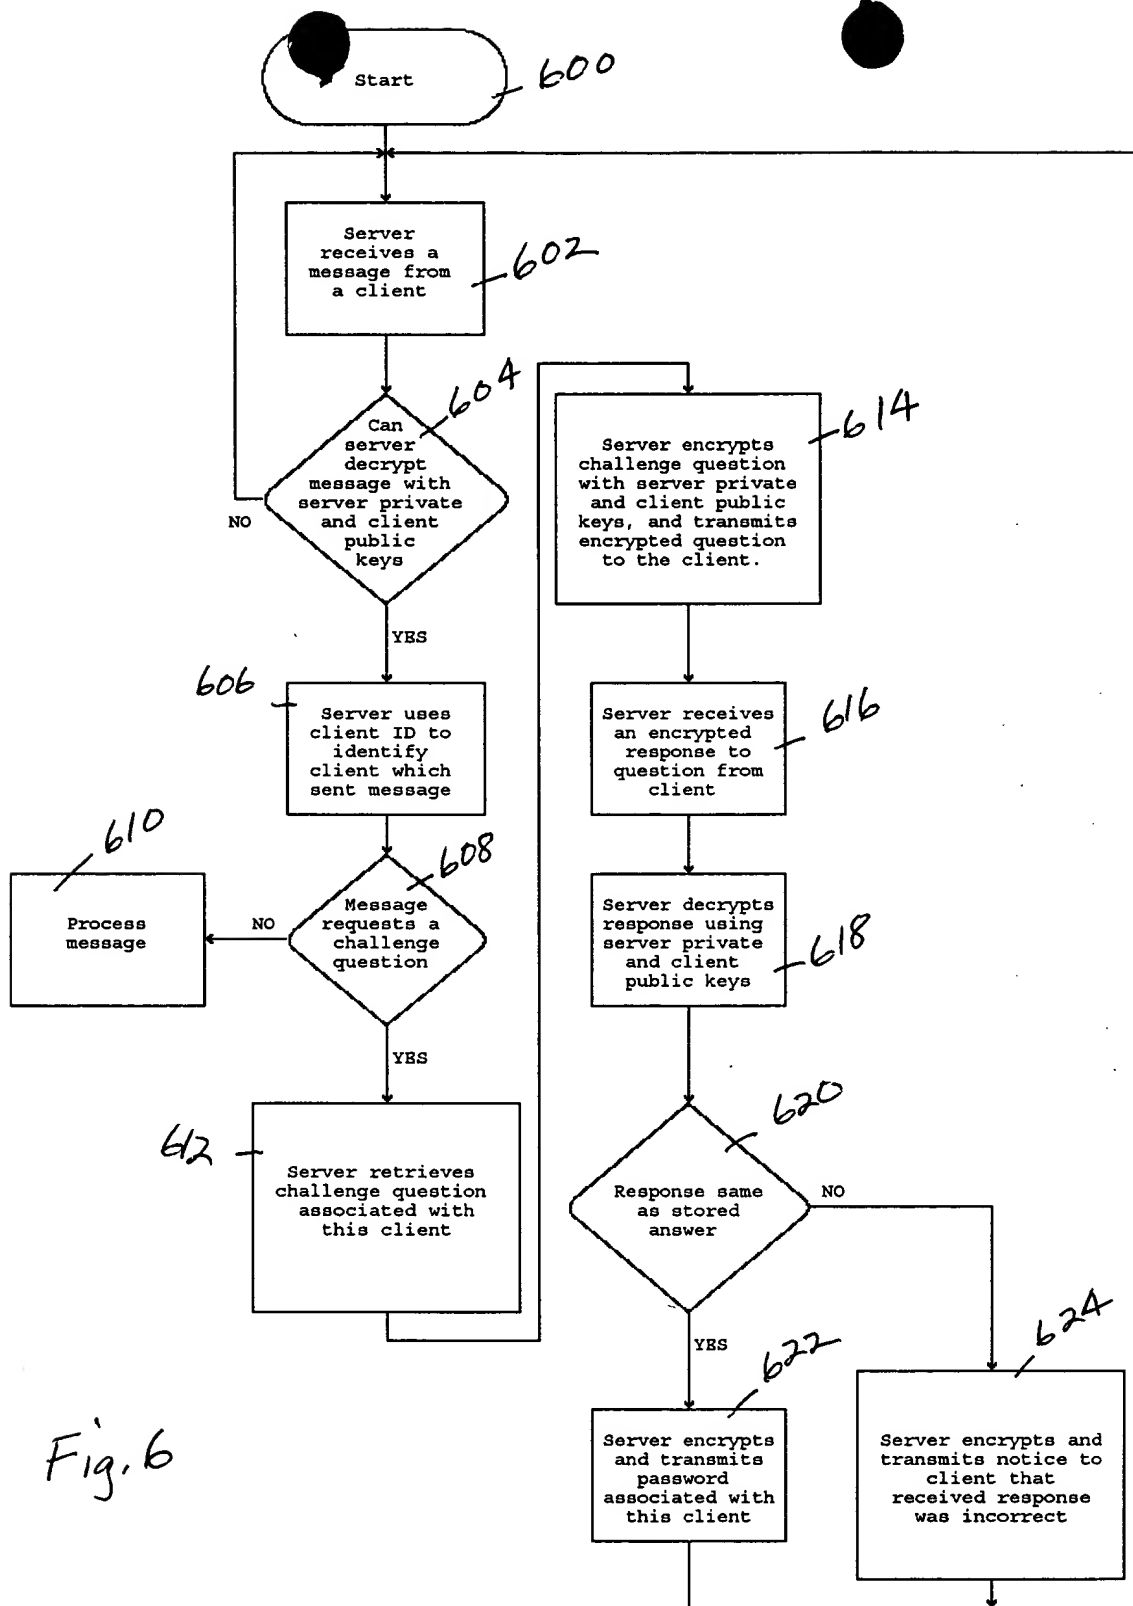 Start
600
Server
receives a
message from
a client
602
Can
server
decrypt
message with
server private
and client
public
keys
604
NO
YES
606
Server uses
client ID to
identify
client which
sent message
608
Message
requests a
challenge
question
NO
610
Process
message
YES
612
Server retrieves
challenge question
associated with
this client
614
Server encrypts
challenge question
with server private
and client public
keys, and transmits
encrypted question
to the client.
616
Server receives
an encrypted
response to
question from
client
618
Server decrypts
response using
server private
and client
public keys
620
Response same
as stored
answer
NO
YES
622
Server encrypts
and transmits
password
associated with
this client
624
Server encrypts and
transmits notice to
client that
received response
was incorrect
Fig. 6